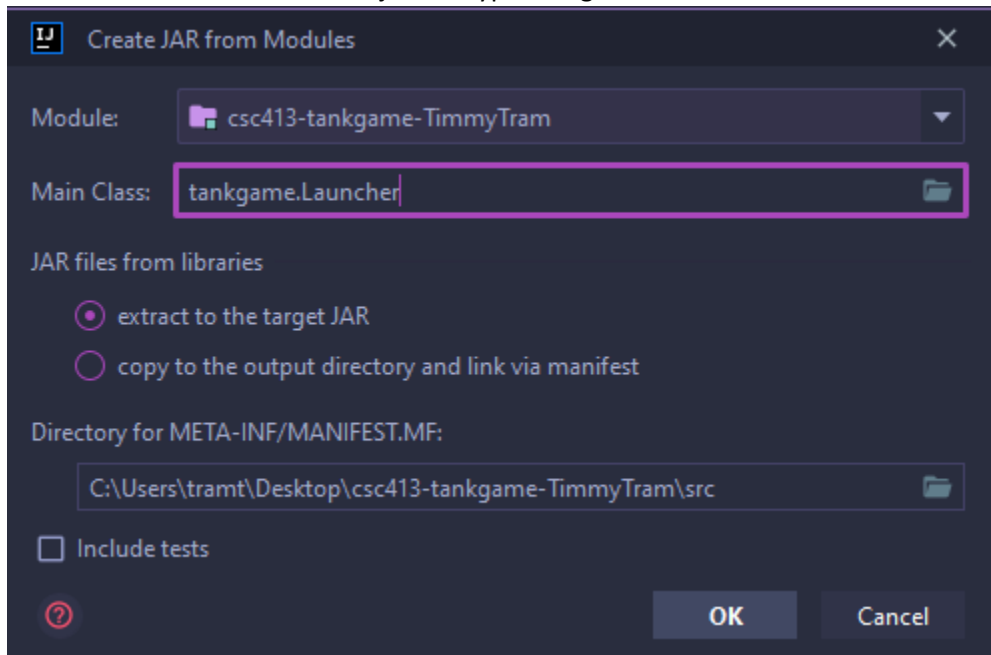 IJ Create JAR from Modules
Module: csc413-tankgame-TimmyTram
Main Class: tankgame.Launcher
JAR files from libraries
extract to the target JAR
copy to the output directory and link via manifest
Directory for META-INF/MANIFEST.MF:
C:\Users\tramt\Desktop\csc413-tankgame-TimmyTram\src
Include tests
? OK Cancel